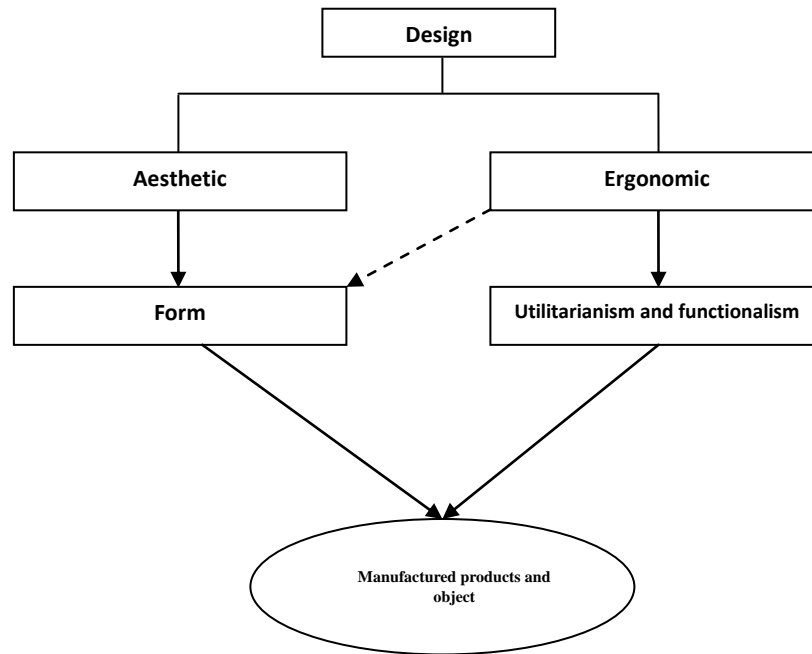 Design
Aesthetic
Ergonomic
Form
Utilitarianism and functionalism
Manufactured products and
object